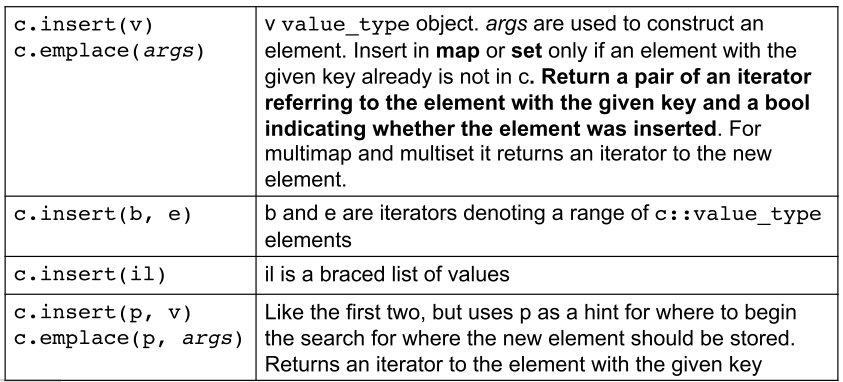 c.insert(v)
c.emplace(args)
v value_type object. args are used to construct an
element. Insert in map or set only if an element with the
given key already is not in c. Return a pair of an iterator
referring to the element with the given key and a bool
indicating whether the element was inserted. For
multimap and multiset it returns an iterator to the new
element.
c.insert(b, e)
b and e are iterators denoting a range of c::value_type
elements
c.insert(il)
il is a braced list of values
c.insert(p, v)
c.emplace(p, args)
Like the first two, but uses p as a hint for where to begin
the search for where the new element should be stored.
Returns an iterator to the element with the given key